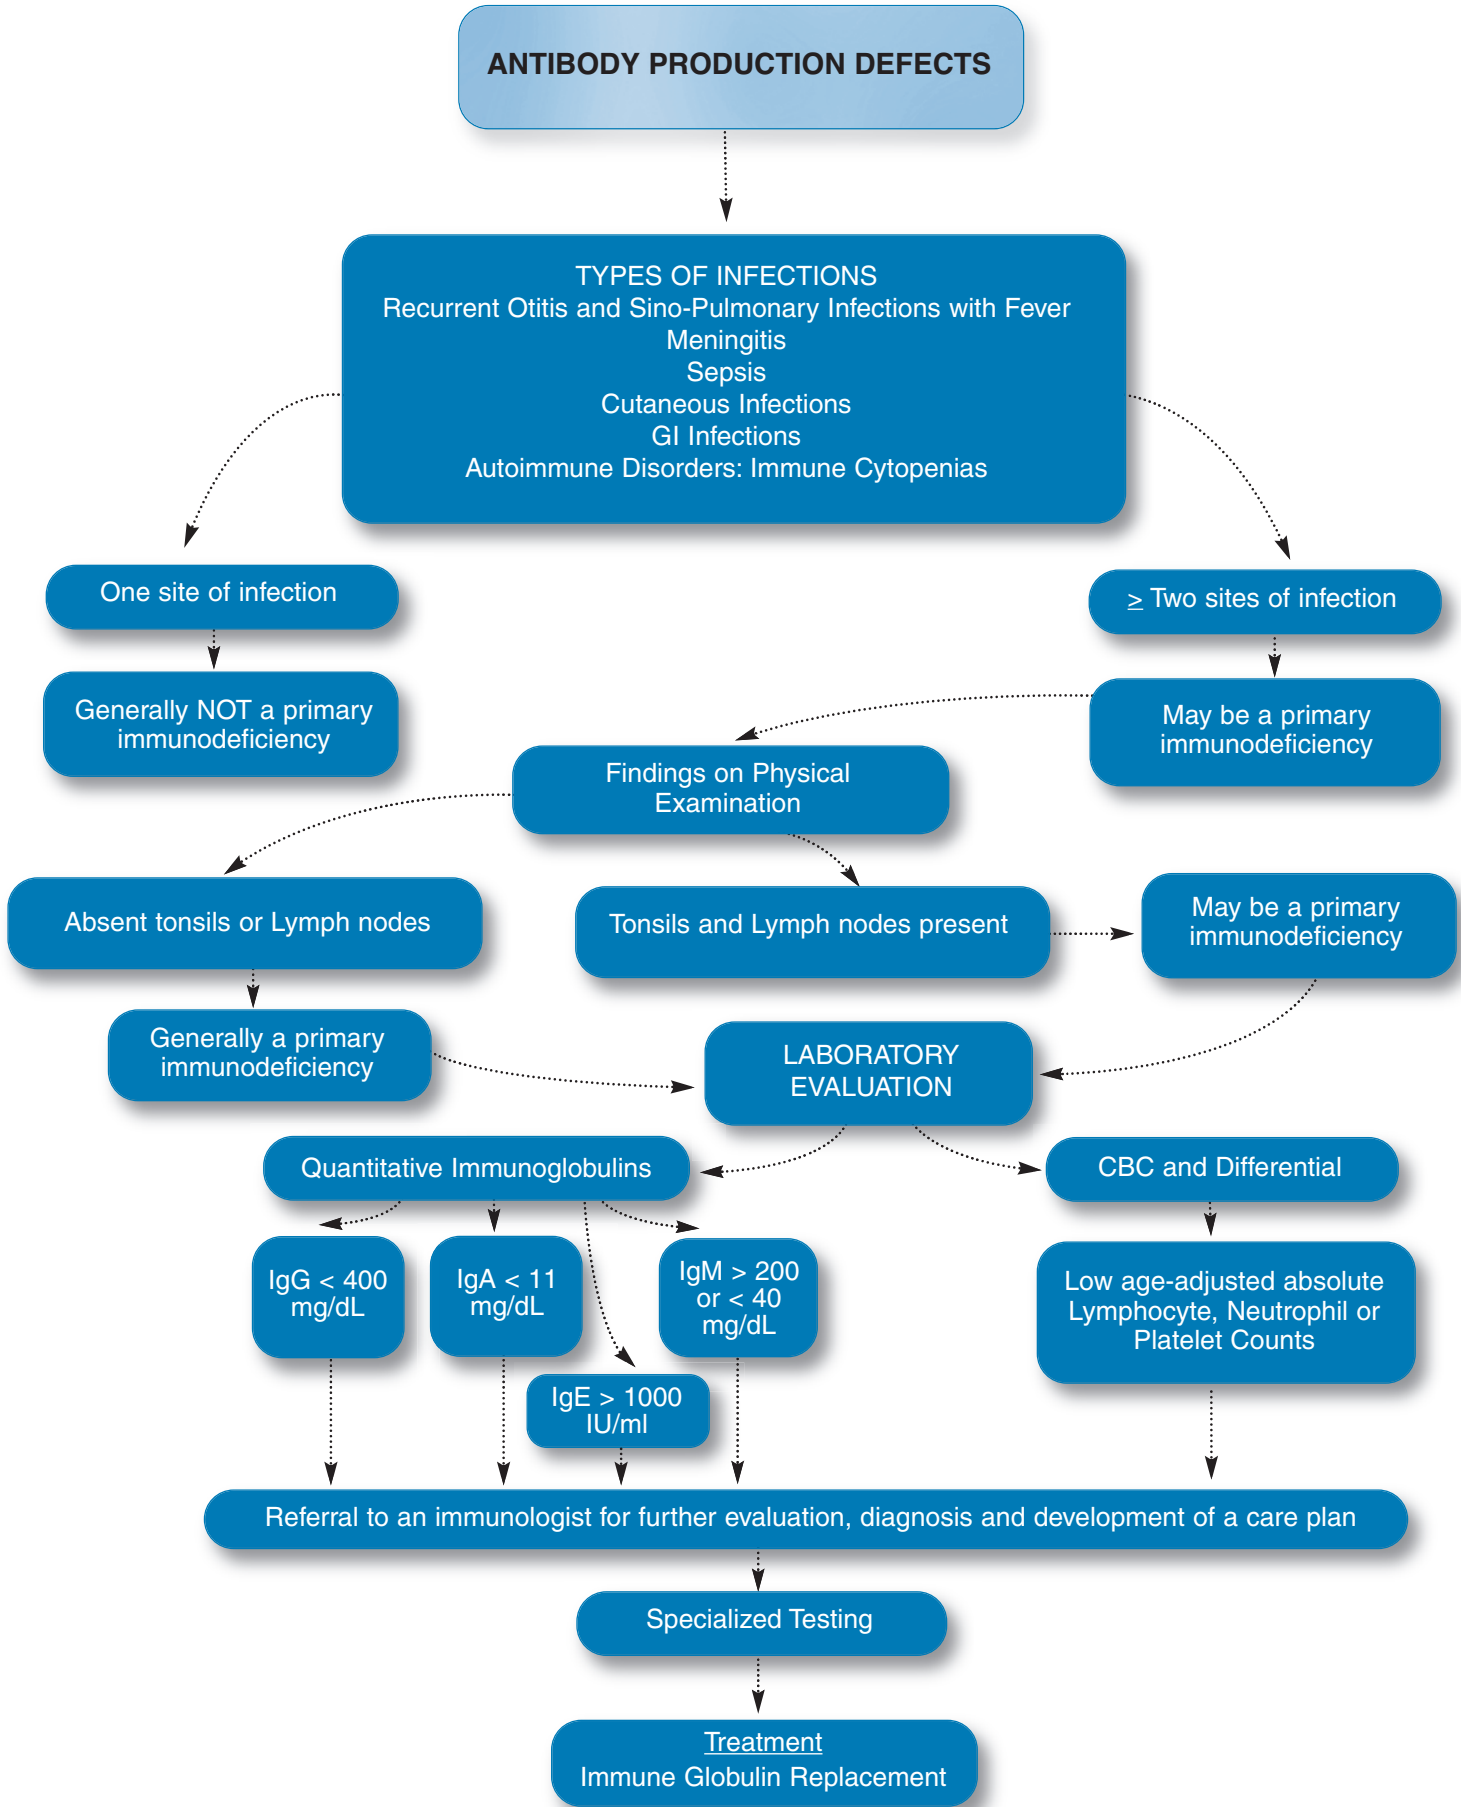 ANTIBODY PRODUCTION DEFECTS
TYPES OF INFECTIONS
Recurrent Otitis and Sino-Pulmonary Infections with Fever
Meningitis
Sepsis
Cutaneous Infections
GI Infections
Autoimmune Disorders: Immune Cytopenias
One site of infection
≥ Two sites of infection
Generally NOT a primary
immunodeficiency
May be a primary
immunodeficiency
Findings on Physical
Examination
Absent tonsils or Lymph nodes
Tonsils and Lymph nodes present
May be a primary
immunodeficiency
Generally a primary
immunodeficiency
LABORATORY
EVALUATION
Quantitative Immunoglobulins
CBC and Differential
IgG < 400
mg/dL
IgA < 11
mg/dL
IgM > 200
or < 40
mg/dL
Low age-adjusted absolute
Lymphocyte, Neutrophil or
Platelet Counts
IgE > 1000
IU/ml
Referral to an immunologist for further evaluation, diagnosis and development of a care plan
Specialized Testing
Treatment
Immune Globulin Replacement